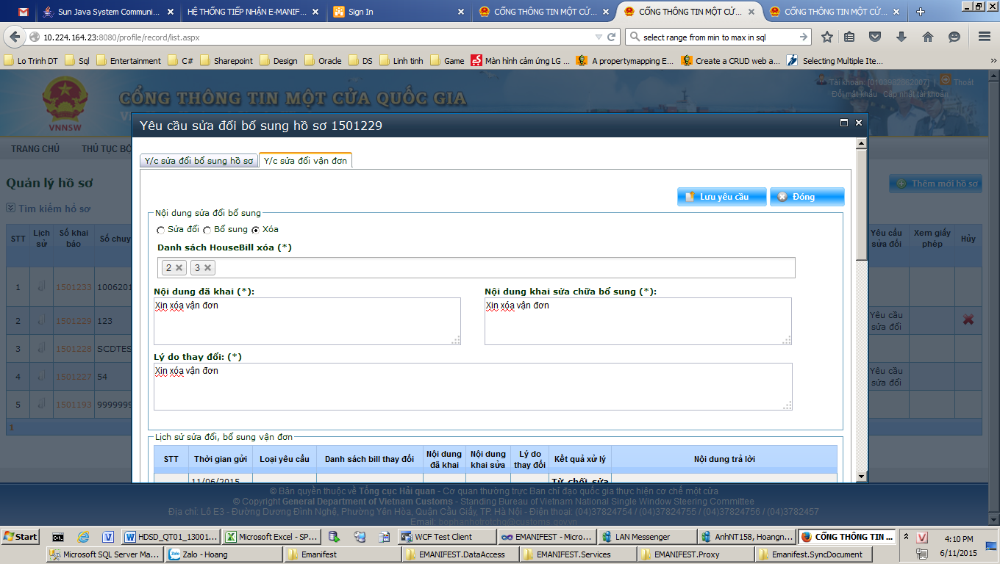 Sun Java System Communi...
HỆ THỐNG TIẾP NHẬN E-MANIF...
Sign In
CỔNG THÔNG TIN MỘT CỬ...
CỔNG THÔNG TIN MỘT CỬ...
CỔNG THÔNG TIN MỘT CỬ...
10.224.164.23:8080/profile/record/list.aspx
select range from min to max in sql
Lo Trinh DT Sql Entertainment C# Sharepoint Design Oracle DS Linh tinh Game Màn hình cảm ứng LG ... A propertymapping E... Create a CRUD web a... Selecting Multiple Ite...
VNNSW
CỔNG THÔNG TIN MỘT CỬA QUỐC GIA
Tài khoản: [0103982662007] | Thoát
Đổi mật khẩu Cập nhật tài khoản
TRANG CHỦ THỦ TỤC BỘ
Quản lý hồ sơ
Thêm mới hồ sơ
Tìm kiếm hồ sơ
STT Lịch sử Số khai báo Số chuy
Yêu cầu sửa đổi Xem giấy phép Hủy
1 1501233 1006201
2 1501229 123 Yêu cầu sửa đổi
3 1501228 SCDTES
4 1501227 54 Yêu cầu sửa đổi
5 1501193 9999999
1
Yêu cầu sửa đổi bổ sung hồ sơ 1501229
Y/c sửa đổi bổ sung hồ sơ Y/c sửa đổi vận đơn
Lưu yêu cầu Đóng
Nội dung sửa đổi bổ sung
Sửa đổi Bổ sung Xóa
Danh sách HouseBill xóa (*)
2 3
Nội dung đã khai (*): Nội dung khai sửa chữa bổ sung (*):
Xin xóa vận đơn Xin xóa vận đơn
Lý do thay đổi: (*)
Xin xóa vận đơn
Lịch sử sửa đổi, bổ sung vận đơn
STT Thời gian gửi Loại yêu cầu Danh sách bill thay đổi Nội dung đã khai Nội dung khai sửa Lý do thay đổi Kết quả xử lý Nội dung trả lời
11/06/2015 Từ chối sửa
© Bản quyền thuộc về Tổng cục Hải quan - Cơ quan thường trực Ban chỉ đạo quốc gia thực hiện cơ chế một cửa
© Copyright General Department of Vietnam Customs - Standing Bureau of Vietnam National Single Window Steering Committee
Địa chỉ: Lô E3 - Đường Dương Đình Nghệ, Phường Yên Hòa, Quận Cầu Giấy, TP. Hà Nội - Điện thoại: (04)37824754 / (04)37824755 / (04)37824756 / (04)3782457
Email: bophanhotrotchq@customs.gov.vn
Start HDSD_QT01_13001... Microsoft Excel - SP... WCF Test Client EMANIFEST - Micro... LAN Messenger AnhNT158, Hoangn... CỔNG THÔNG TIN ... 4:10 PM
Microsoft SQL Server Ma... Zalo - Hoang Emanifest EMANIFEST.DataAccess EMANIFEST.Services EMANIFEST.Proxy Emanifest.SyncDocument 6/11/2015